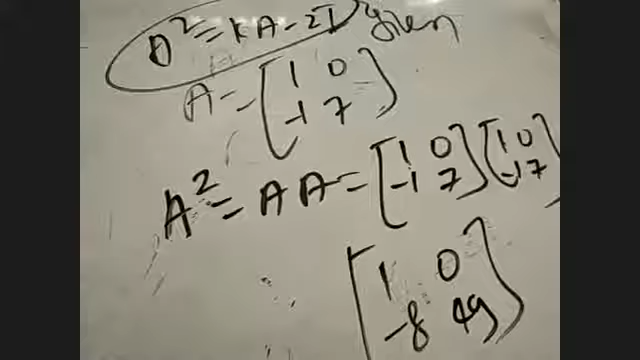 A² = KA - 2I given
A = [1 0
-1 7]
A² = A A = [1 0 [1 0
-1 7] -1 7]
[1 0
-8 49]